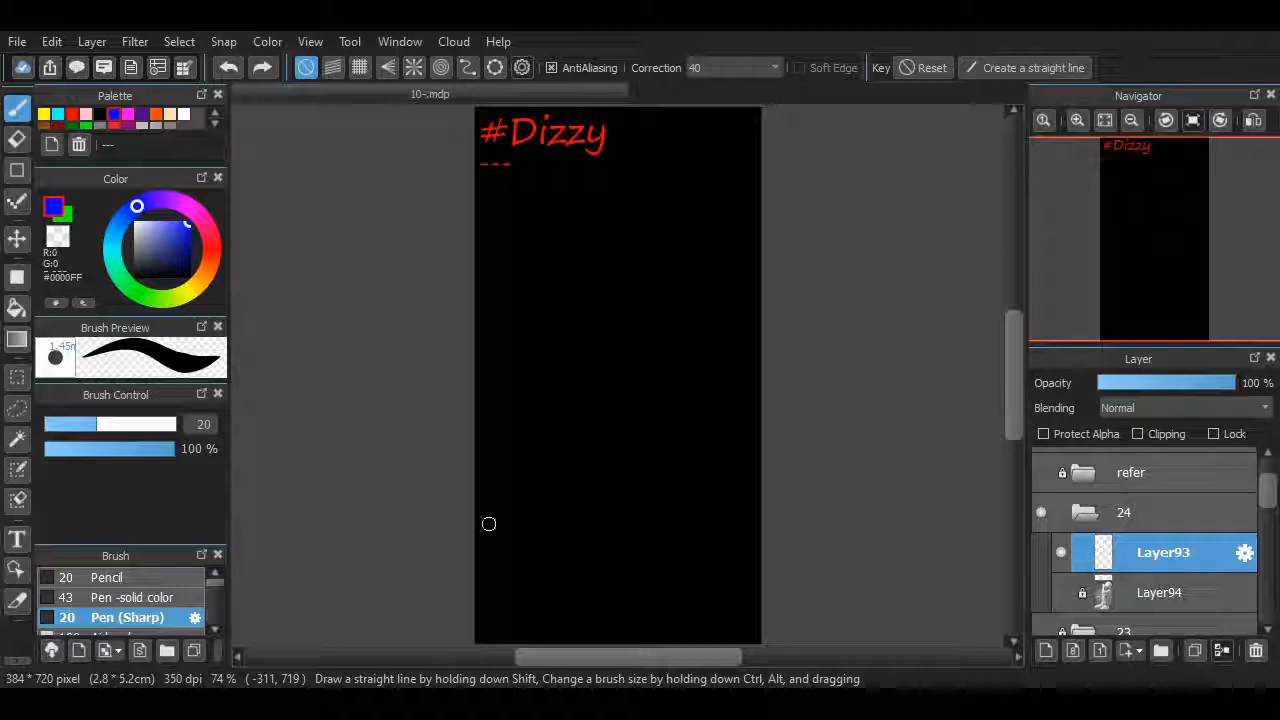 File Edit Layer Filter Select Snap Color View Tool Window Cloud Help
AntiAliasing Correction 40 Soft Edge Key Reset Create a straight line
Palette
10-.mdp
Navigator
---
#Dizzy
---
#Dizzy
Color
R:0
G:0
#0000FF
Brush Preview
Brush Control
20
100 %
Layer
Opacity 100 %
Blending Normal
Protect Alpha Clipping Lock
refer
24
Layer93
Layer94
23
Brush
20 Pencil
43 Pen -solid color
20 Pen (Sharp)
384 * 720 pixel (2.8 * 5.2cm) 350 dpi 74 % ( -311, 719 ) Draw a straight line by holding down Shift, Change a brush size by holding down Ctrl, Alt, and dragging